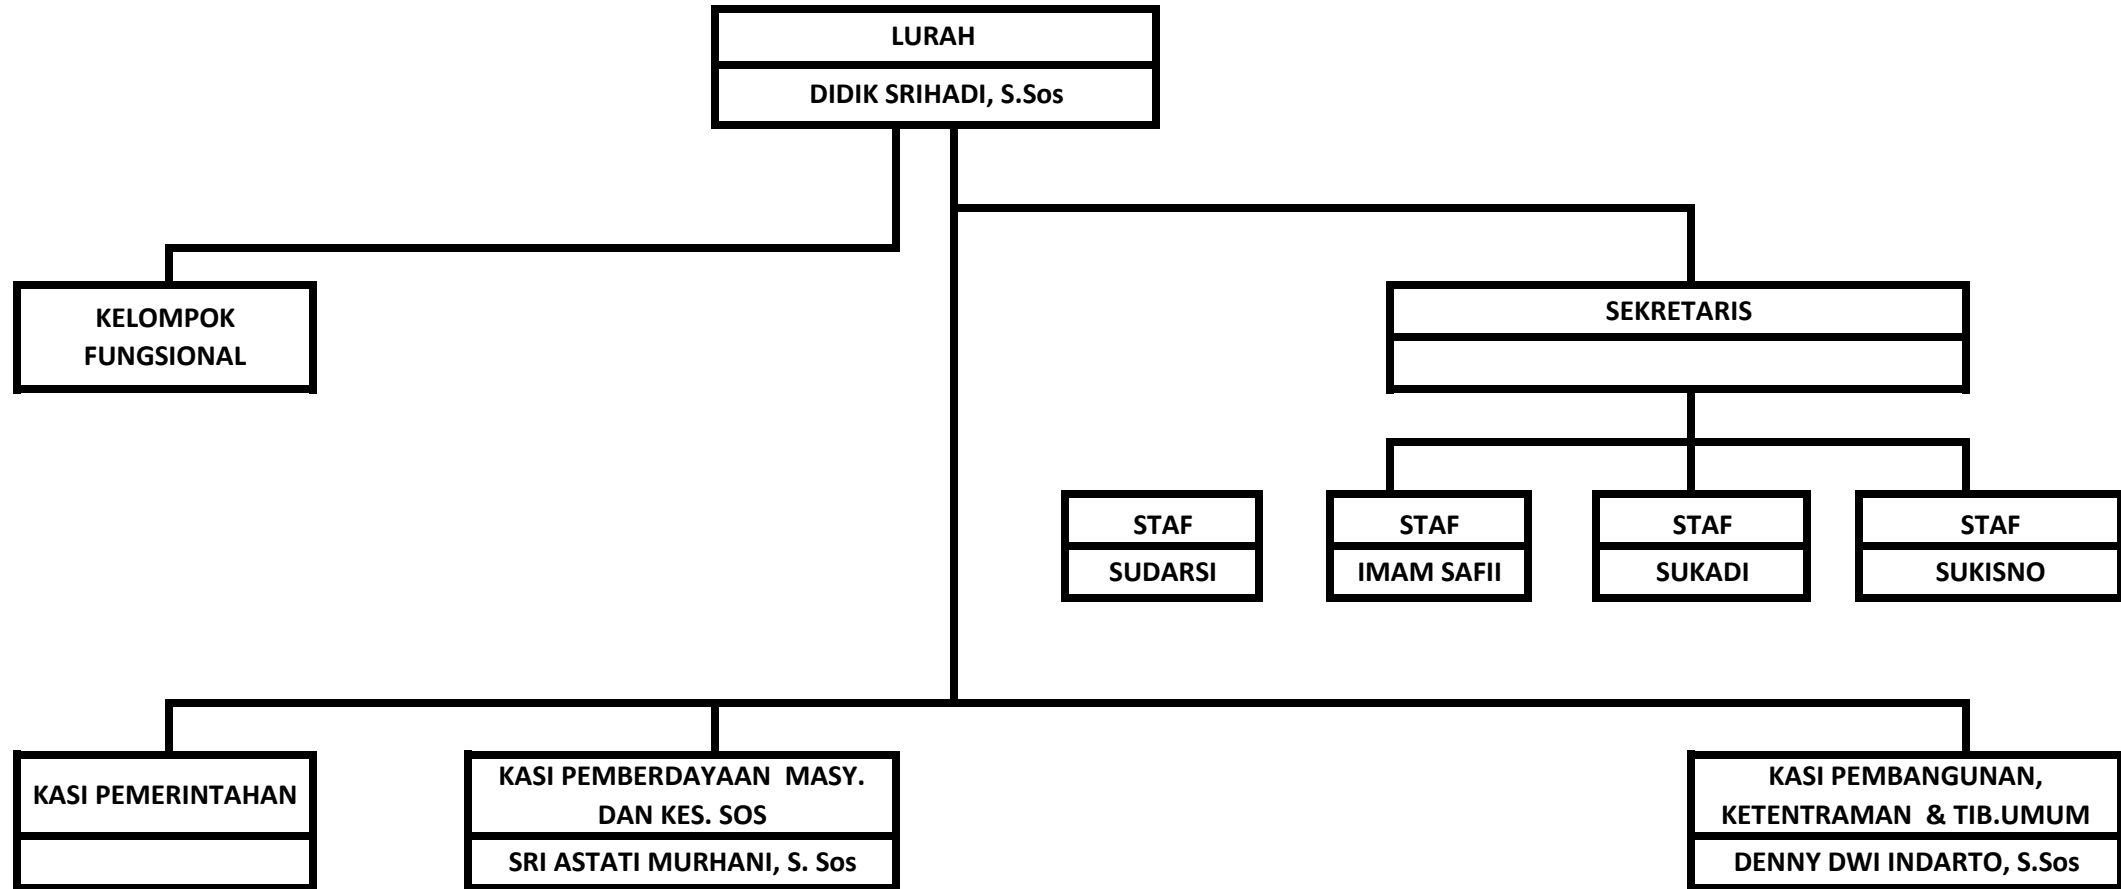 LURAH
DIDIK SRIHADI, S.Sos
KELOMPOK
FUNGSIONAL
SEKRETARIS
STAF
SUDARSI
STAF
IMAM SAFII
STAF
SUKADI
STAF
SUKISNO
KASI PEMERINTAHAN
KASI PEMBERDAYAAN MASY.
DAN KES. SOS
SRI ASTATI MURHANI, S. Sos
KASI PEMBANGUNAN,
KETENTRAMAN & TIB.UMUM
DENNY DWI INDARTO, S.Sos